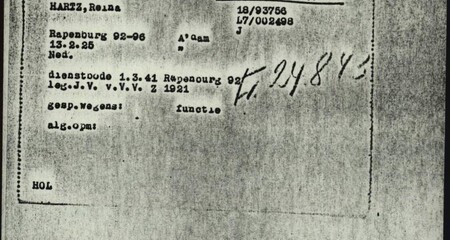 HARTZ,Reina
18/93756
L7/002498
J
Rapenburg 92-96 A'dam
13.2.25 "
Ned.
dienstbode 1.3.41 Rapenburg 92
leg.J.V. v.V.V. Z 1921
gesp.wegens: functie
alg.opm:
HOL